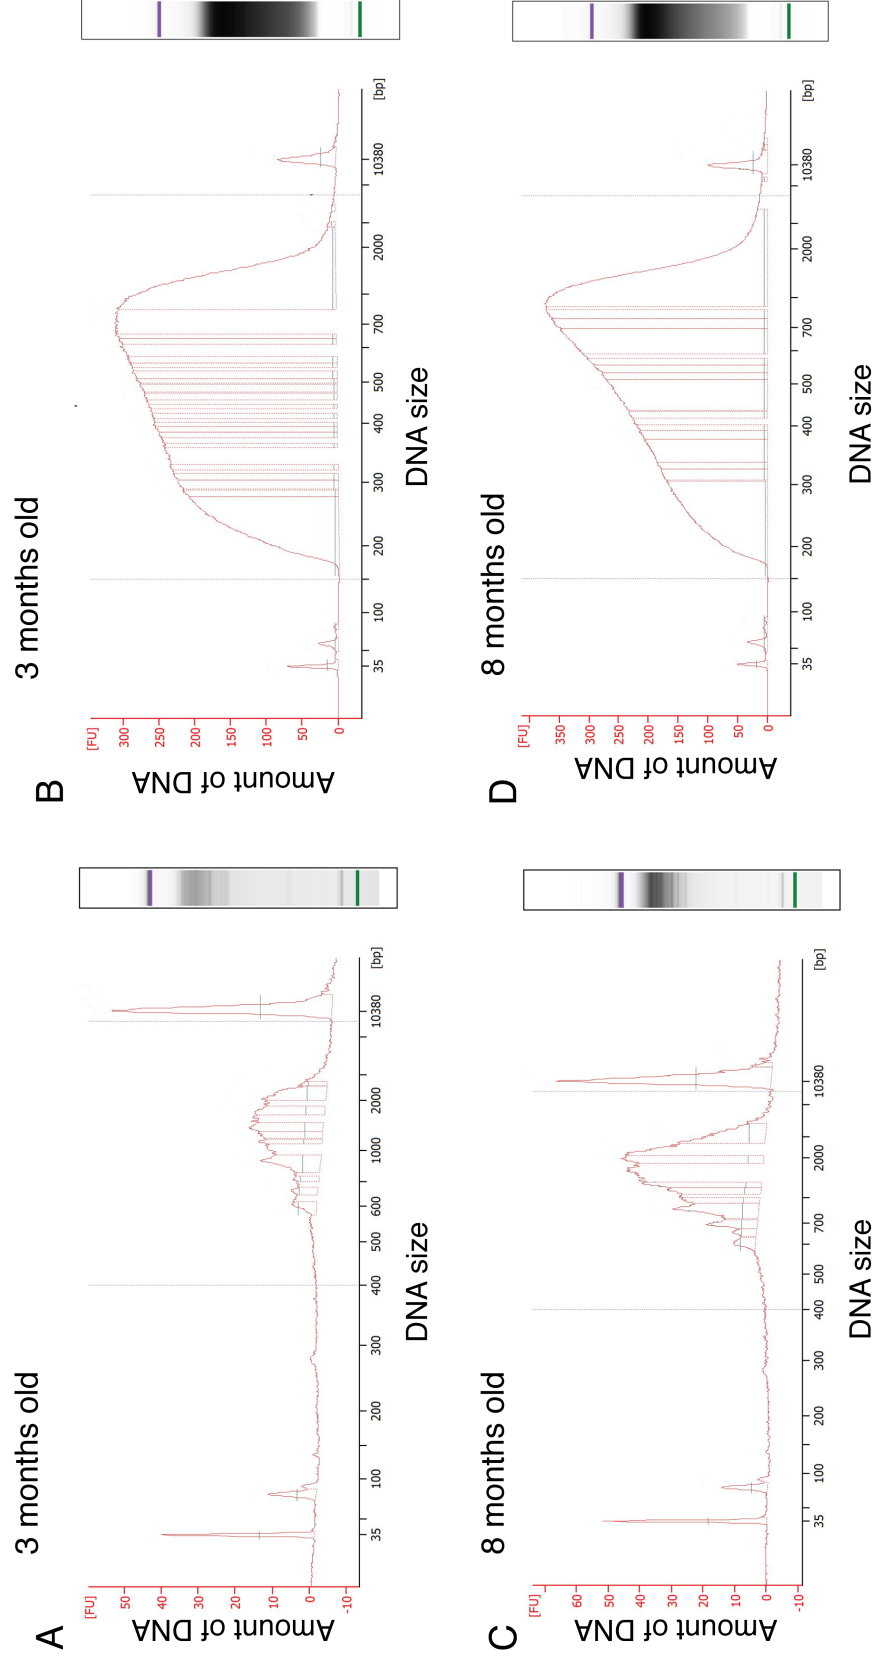 A
3 months old
[FU]
50
40
30
20
10
0
-10
Amount of DNA
35
100
200
300
400
500
600
1000
2000
10380
[bp]
DNA size
B
3 months old
[FU]
300
250
200
150
100
50
0
Amount of DNA
35
100
200
300
400
500
700
2000
10380
[bp]
DNA size
C
8 months old
[FU]
60
50
40
30
20
10
0
-10
Amount of DNA
35
100
200
300
400
500
700
2000
10380
[bp]
DNA size
D
8 months old
[FU]
350
300
250
200
150
100
50
0
Amount of DNA
35
100
200
300
400
500
700
2000
10380
[bp]
DNA size